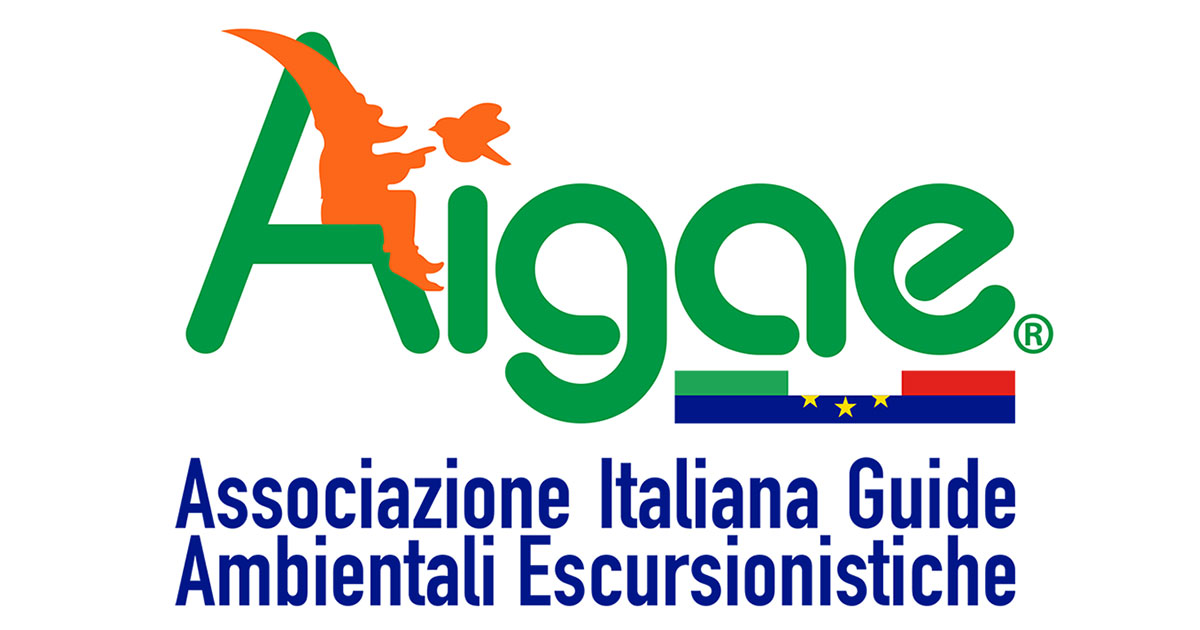 Aigae®
Associazione Italiana Guide
Ambientali Escursionistiche